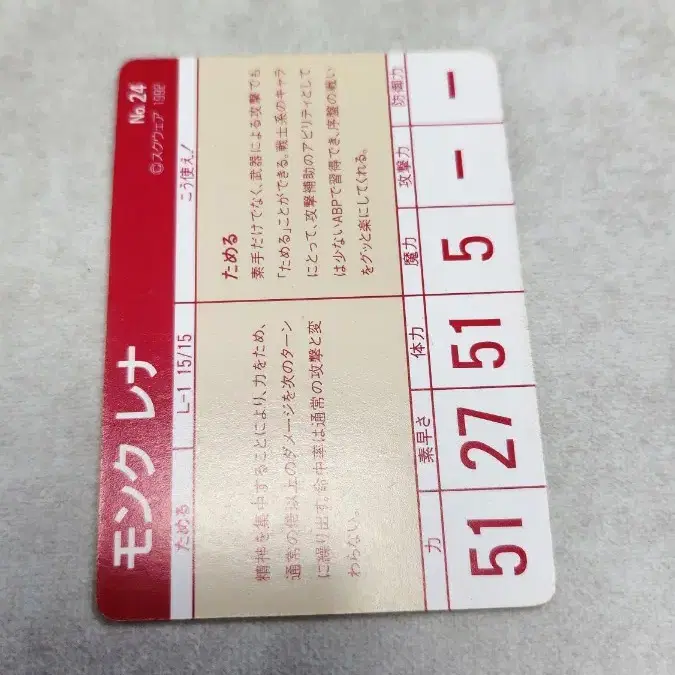 モンク レナ
No.24
©スクウェア 1992
ためる
L-1 15/15
こう使え!
精神を集中することにより、力をため、
通常の倍以上のダメージを次のターン
に繰り出す。命中率は通常の攻撃と変
わらない。
ためる
素手だけでなく、武器による攻撃でも
「ためる」ことができる。戦士系のキャラ
にとって、攻撃補助のアビリティとして
は少ないABPで習得でき、序盤の戦い
をグッと楽にしてくれる。
力 素早さ 体力 魔力 攻撃力 防御力
51 27 51 5 ー ー